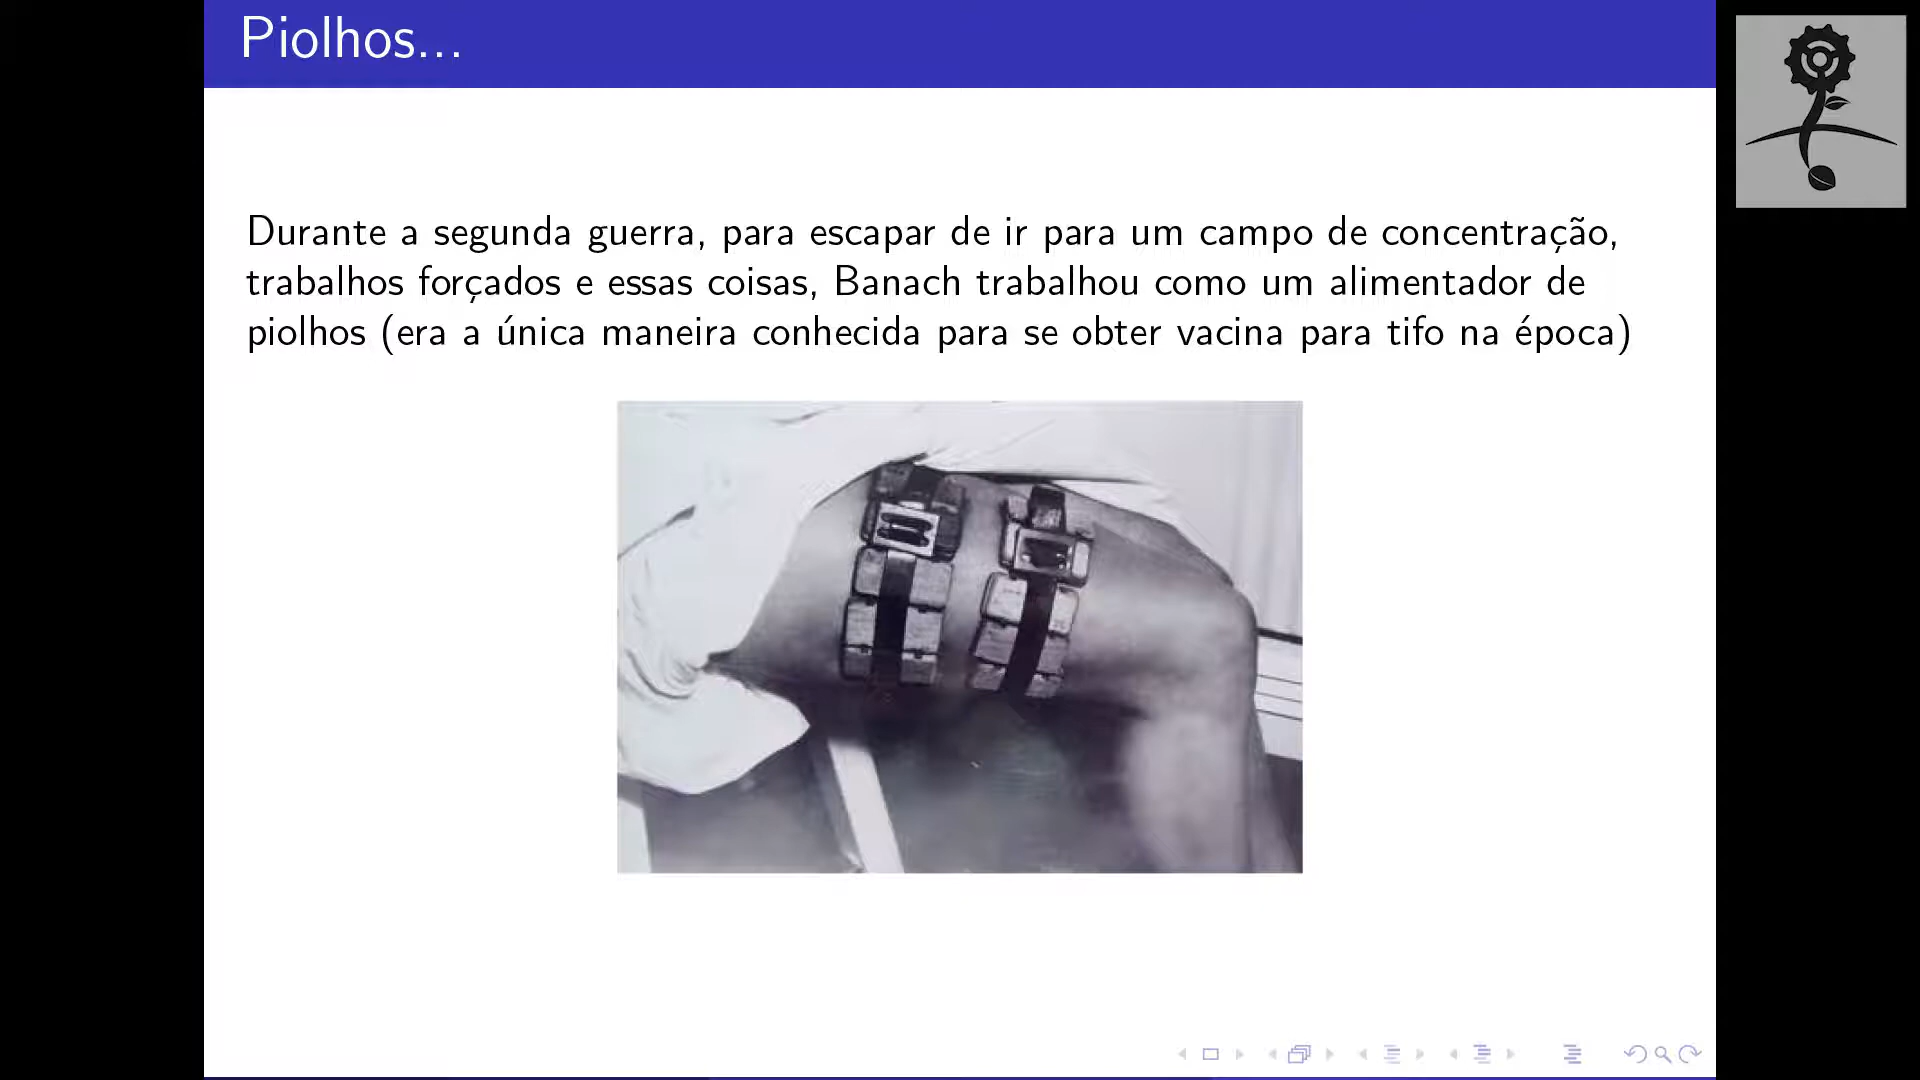 Piolhos...
Durante a segunda guerra, para escapar de ir para um campo de concentração,
trabalhos forçados e essas coisas, Banach trabalhou como um alimentador de
piolhos (era a única maneira conhecida para se obter vacina para tifo na época)